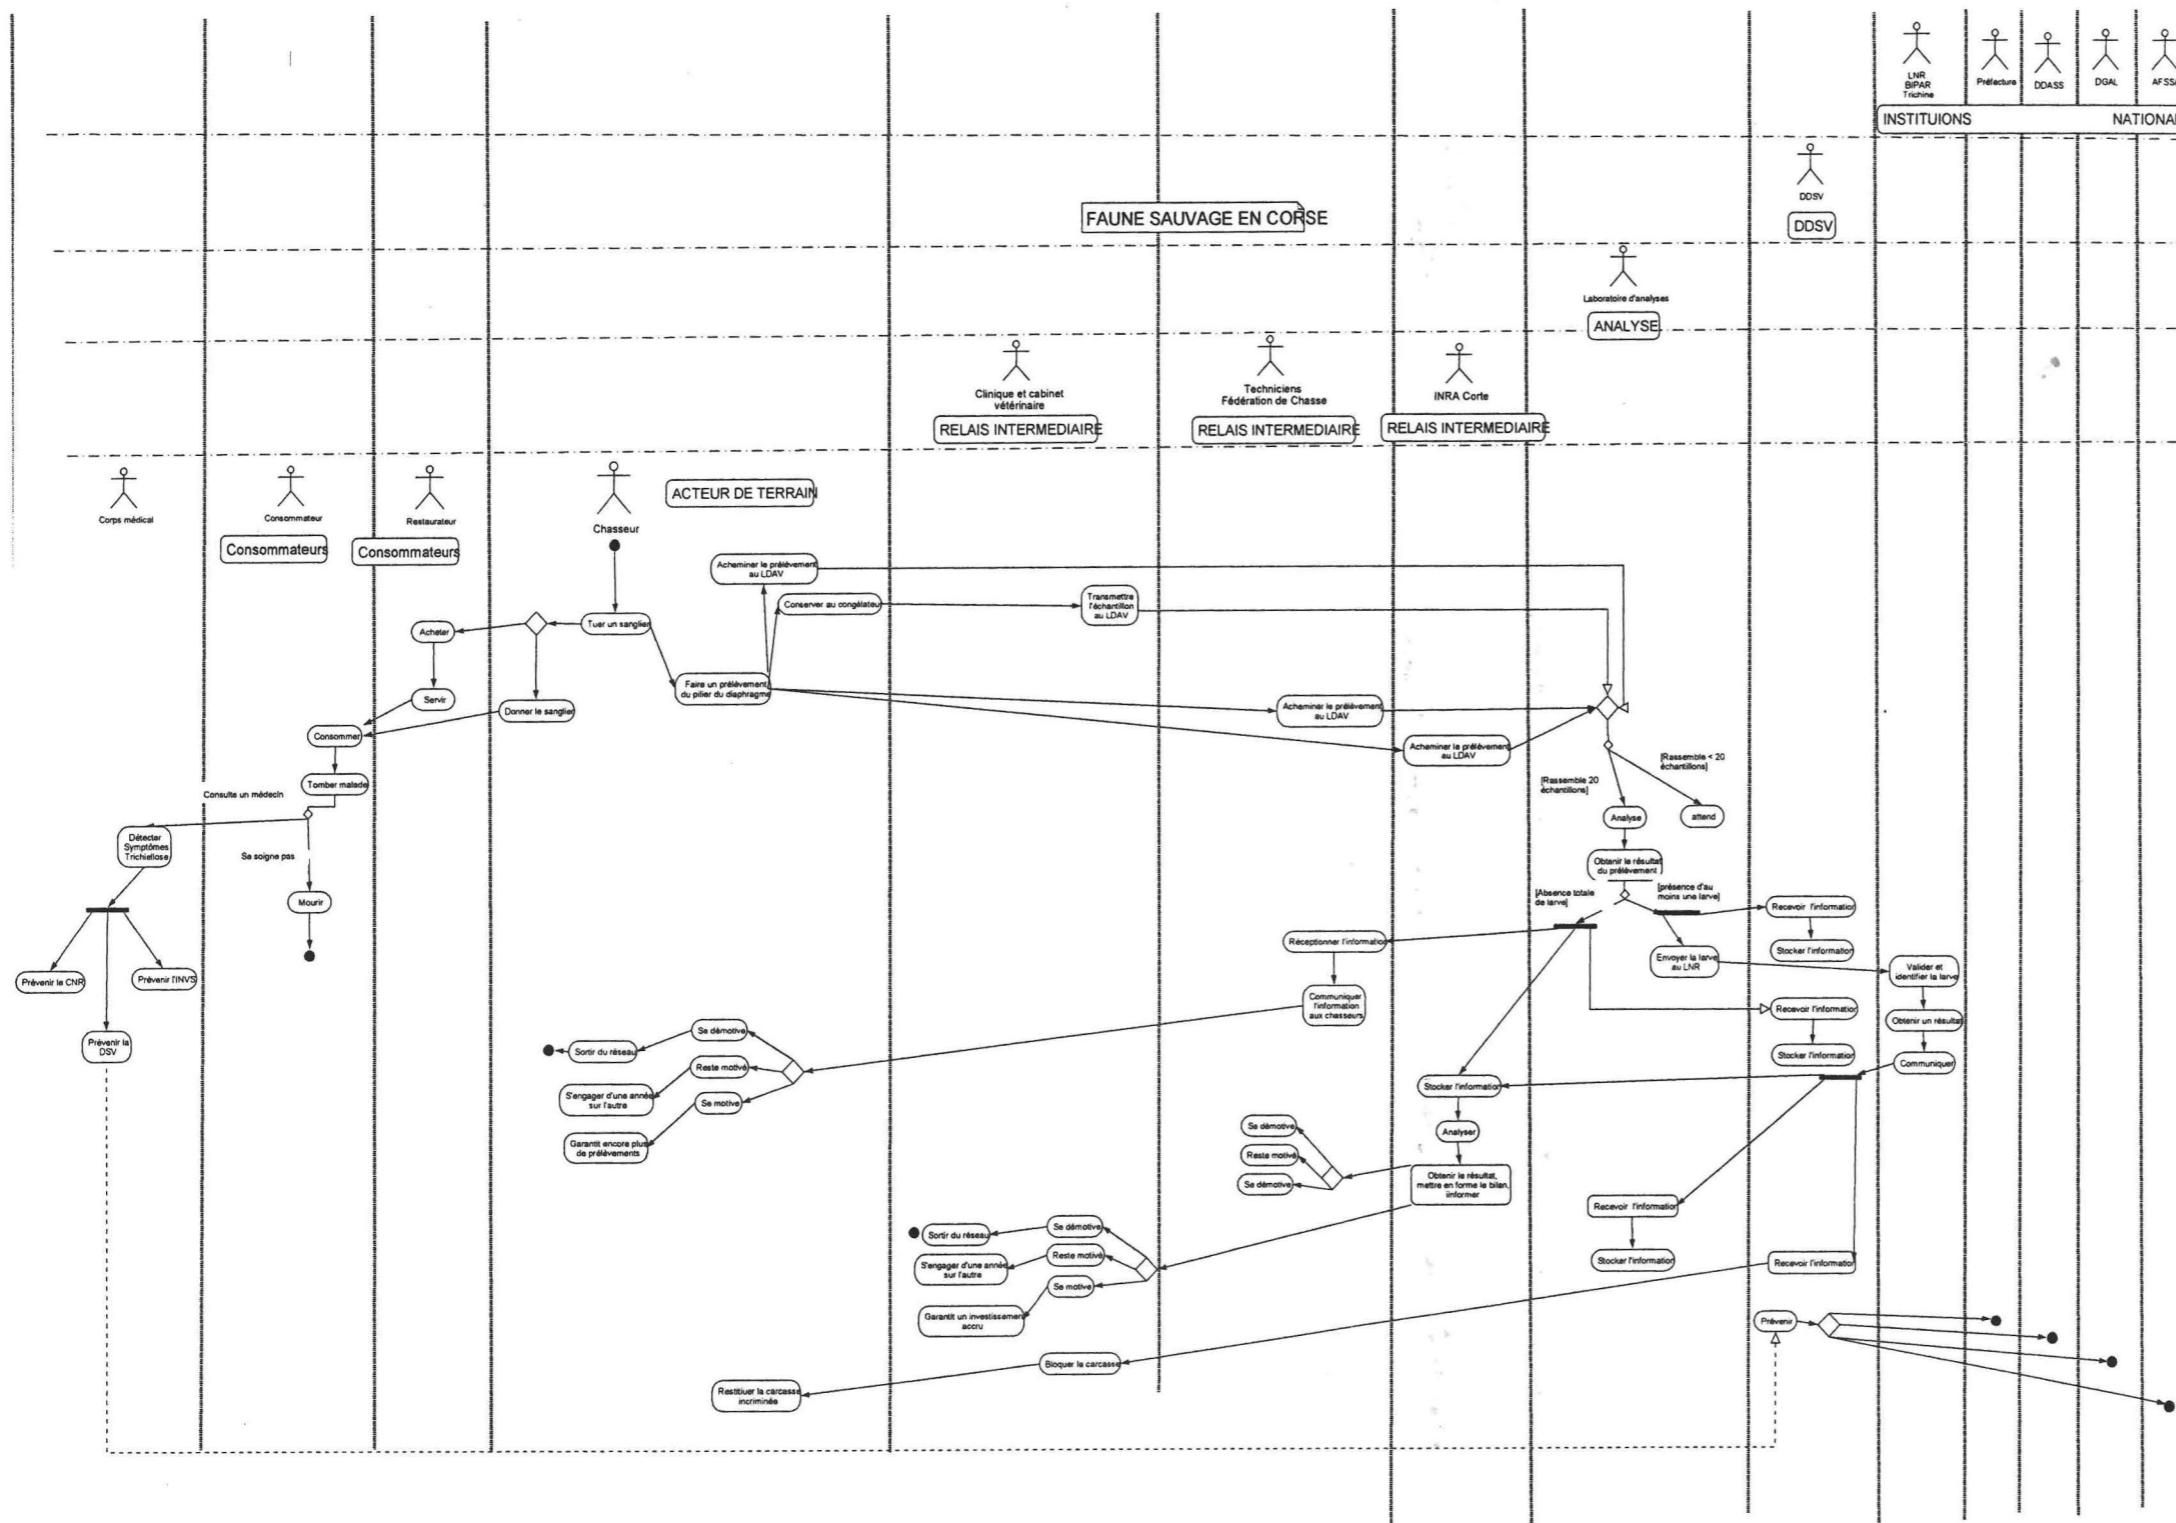 LNR
BIPAR
Trichine
Préfecture
DDASS
DGAL
AFSSA
INSTITUIONS
NATIONAL
DDSV
DDSV
FAUNE SAUVAGE EN CORSE
Laboratoire d'analyses
ANALYSE
Clinique et cabinet
vétérinaire
RELAIS INTERMEDIAIRE
Techniciens
Fédération de Chasse
RELAIS INTERMEDIAIRE
INRA Corte
RELAIS INTERMEDIAIRE
Corps médical
Consommateur
Consommateurs
Restaurateur
Consommateurs
Chasseur
ACTEUR DE TERRAIN
Acheminer le prélèvement
au LDAV
Conserver au congélateur
Transmettre
l'échantillon
au LDAV
Acheter
Tuer un sanglier
Servir
Donner le sanglier
Faire un prélèvement
du pilier du diaphragme
Acheminer le prélèvement
au LDAV
Acheminer le prélèvement
au LDAV
Consommer
Tomber malade
Consulte un médecin
Détecter
Symptômes
Trichiellose
Se soigne pas
Mourir
Prévenir le CNR
Prévenir l'INVS
Prévenir la
DSV
[Rassemble 20
échantillons]
[Rassemble < 20
échantillons]
Analyse
attend
Obtenir le résultat
du prélèvement
[Absence totale
de larve]
[présence d'au
moins une larve]
Recevoir l'information
Stocker l'information
Réceptionner l'information
Envoyer la larve
au LNR
Valider et
identifier la larve
Communiquer
l'information
aux chasseurs
Recevoir l'information
Stocker l'information
Obtenir un résultat
Communiquer
Se démotive
Sortir du réseau
Reste motivé
S'engager d'une année
sur l'autre
Se motive
Garantit encore plus
de prélèvements
Stocker l'information
Analyser
Obtenir le résultat,
mettre en forme le bilan,
iinformer
Se démotive
Reste motivé
Se démotive
Recevoir l'information
Stocker l'information
Recevoir l'information
Se démotive
Sortir du réseau
Reste motivé
S'engager d'une année
sur l'autre
Se motive
Garantit un investissement
accru
Prévenir
Bloquer la carcasse
Restitiuer la carcasse
incriminée